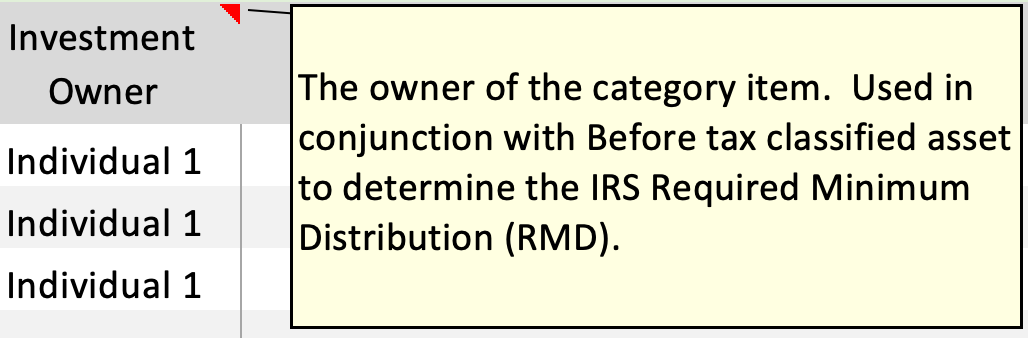 Investment
Owner
Individual 1
Individual 1
Individual 1
The owner of the category item.  Used in
conjunction with Before tax classified asset
to determine the IRS Required Minimum
Distribution (RMD).